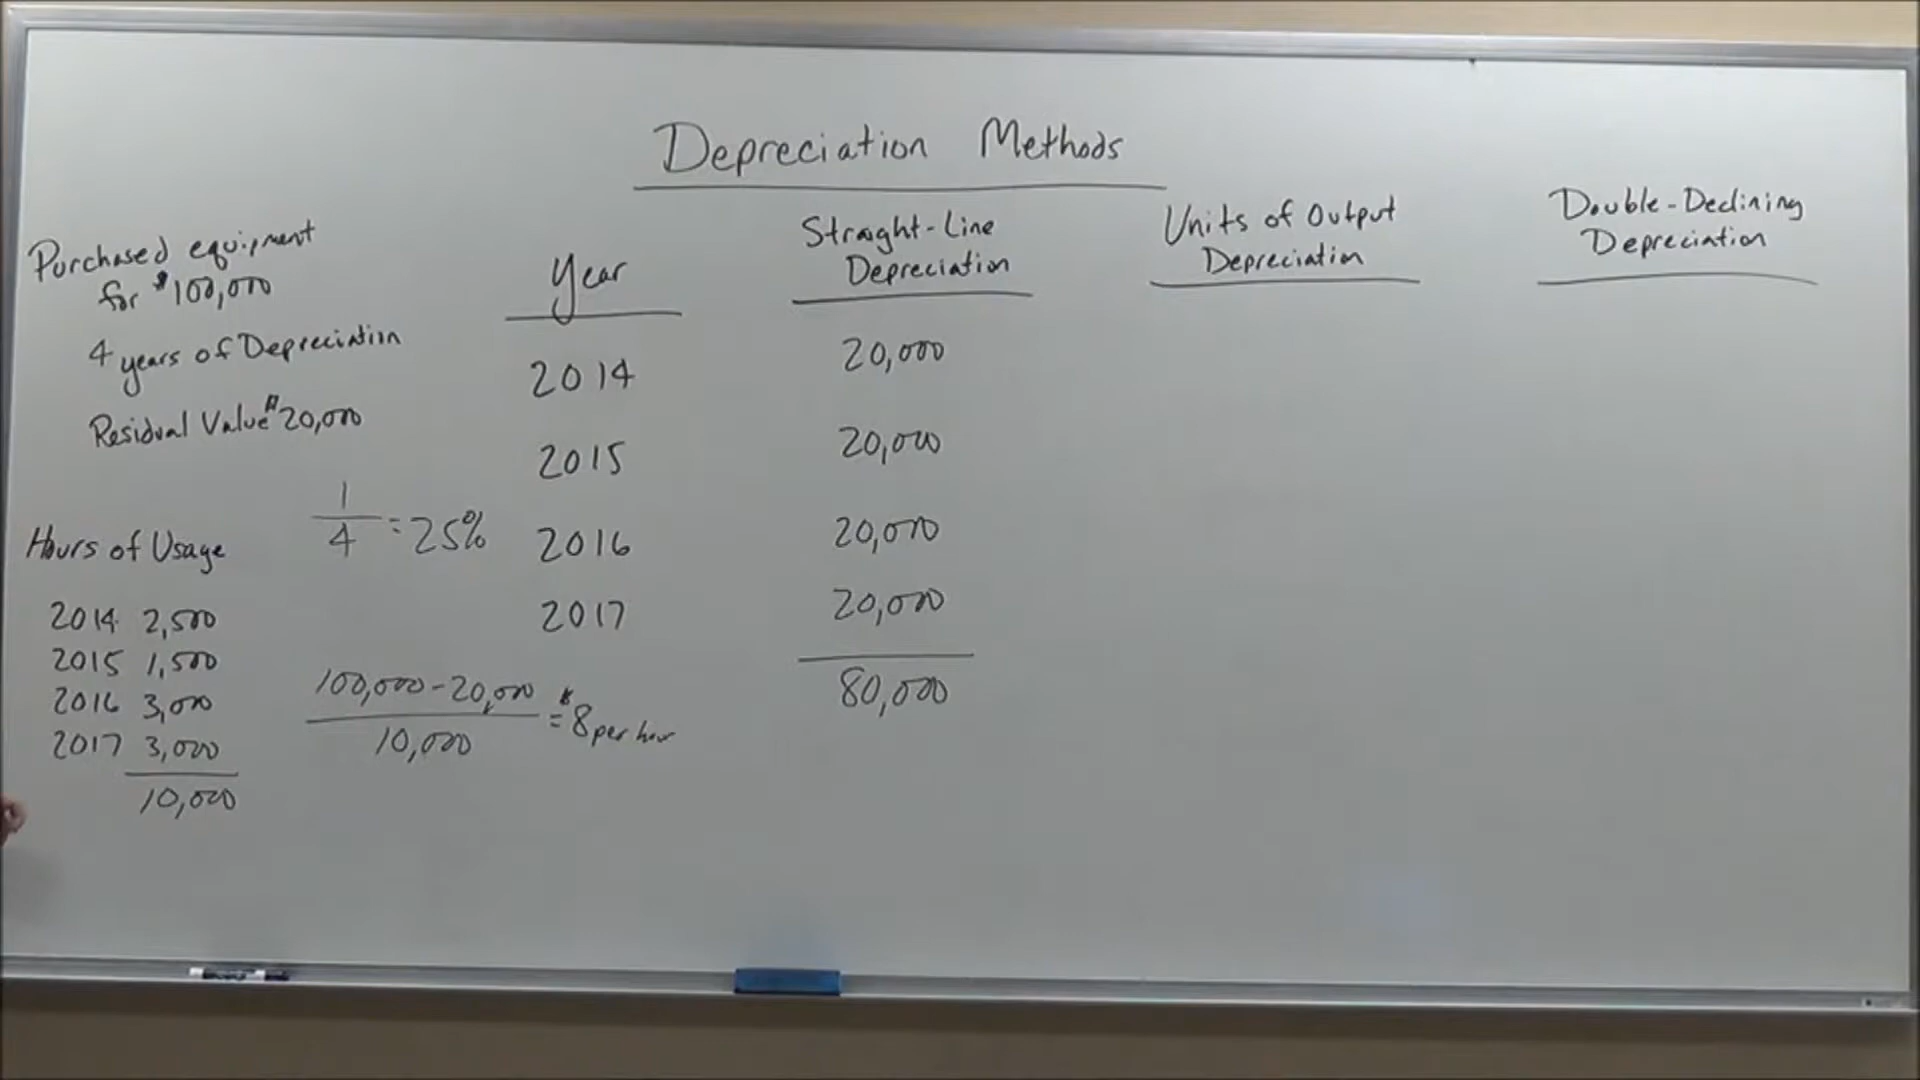 Depreciation Methods
Purchased equipment
for $100,000
4 years of Depreciation
Residual Value $20,000
Hours of Usage
2014 2,500
2015 1,500
2016 3,000
2017 3,000
10,000
1
4
= 25%
100,000 - 20,000
10,000
= $8 per hour
Year
2014
2015
2016
2017
Straight-Line
Depreciation
20,000
20,000
20,000
20,000
80,000
Units of Output
Depreciation
Double-Declining
Depreciation